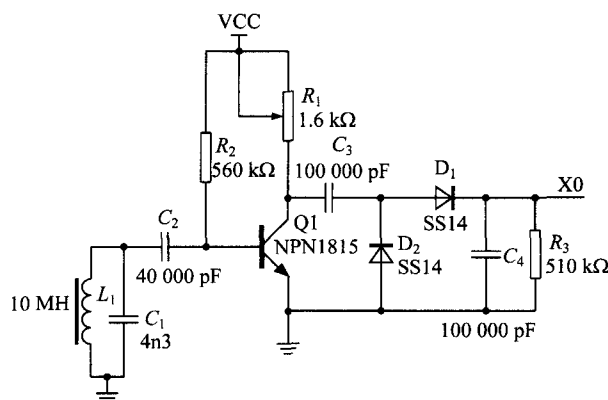 VCC
R1
1.6 kΩ
R2
560 kΩ
C3
100 000 pF
D1
SS14
X0
Q1
NPN1815
D2
SS14
C4
R3
510 kΩ
C2
40 000 pF
10 MH
L1
C1
4n3
100 000 pF